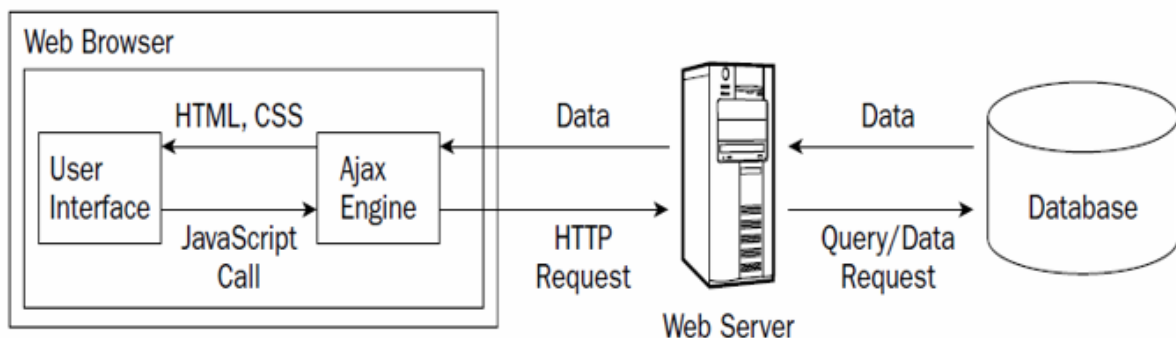 Web Browser
HTML, CSS
Data
Data
User
Interface
Ajax
Engine
Database
JavaScript
Call
HTTP
Request
Query/Data
Request
Web Server